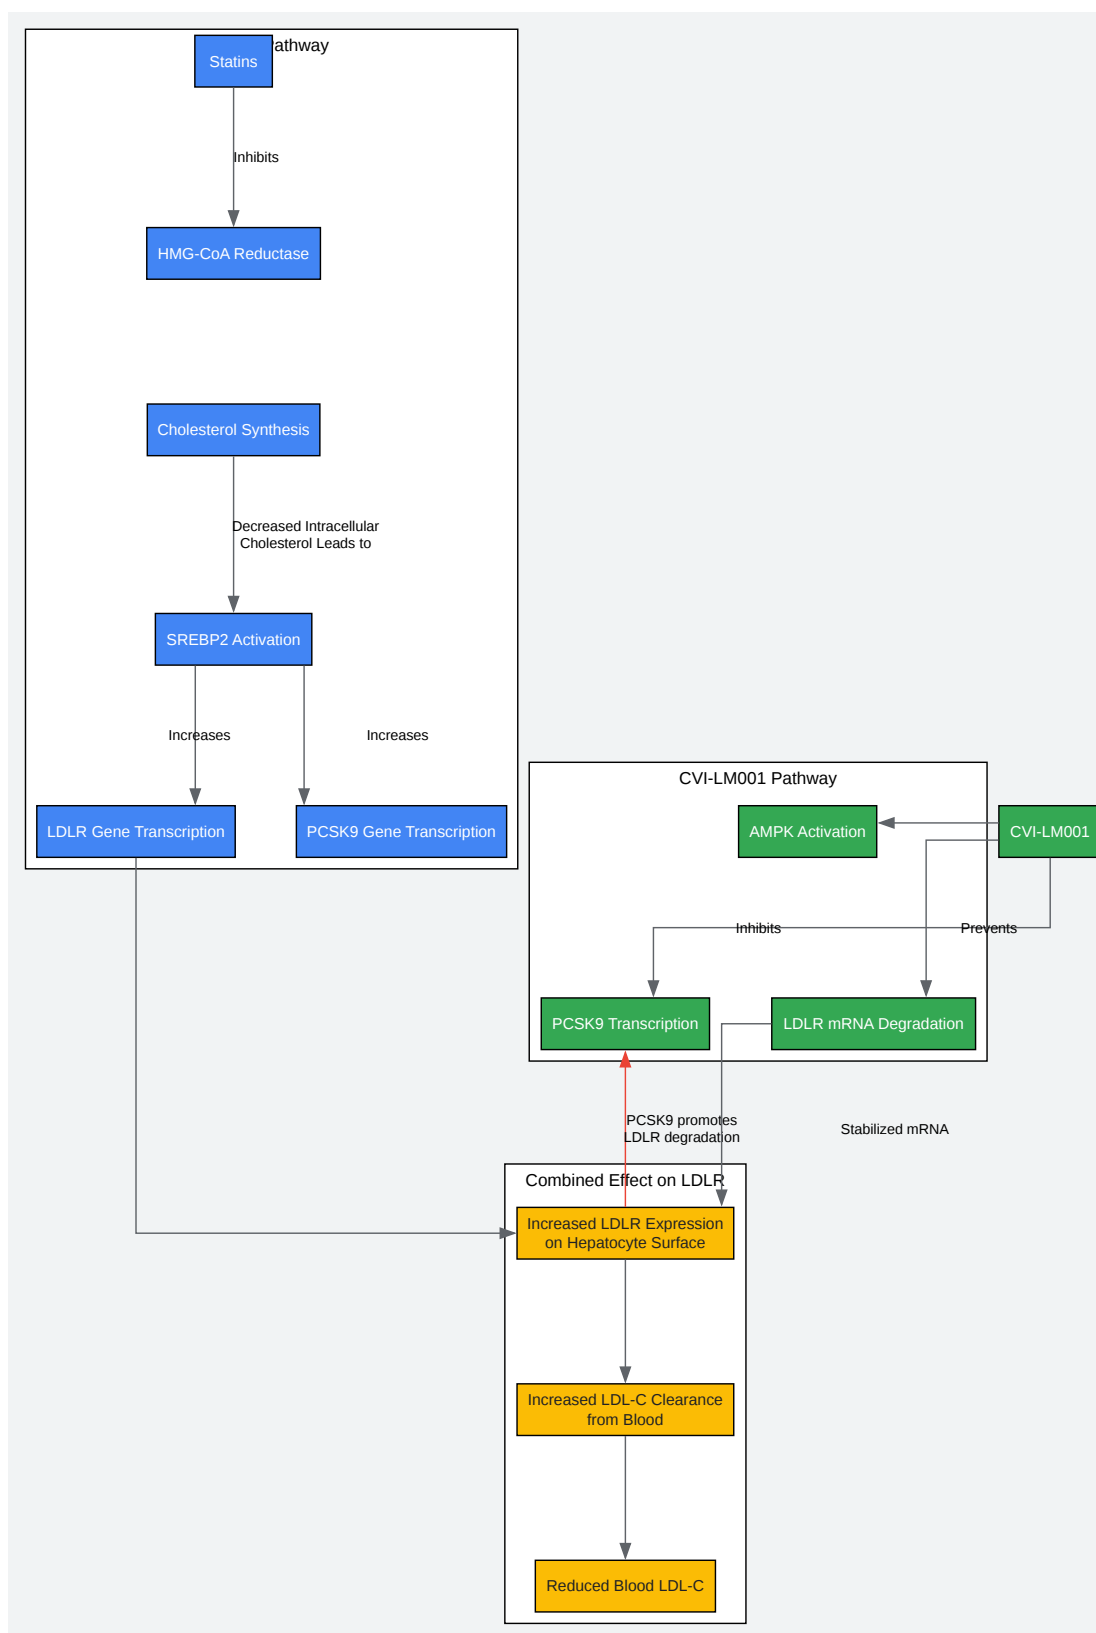 Statins
Pathway
Inhibits
HMG-CoA Reductase
Cholesterol Synthesis
Decreased Intracellular
Cholesterol Leads to
SREBP2 Activation
Increases
Increases
LDLR Gene Transcription
PCSK9 Gene Transcription
CVI-LM001 Pathway
AMPK Activation
CVI-LM001
Inhibits
Prevents
PCSK9 Transcription
LDLR mRNA Degradation
PCSK9 promotes
LDLR degradation
Stabilized mRNA
Combined Effect on LDLR
Increased LDLR Expression
on Hepatocyte Surface
Increased LDL-C Clearance
from Blood
Reduced Blood LDL-C